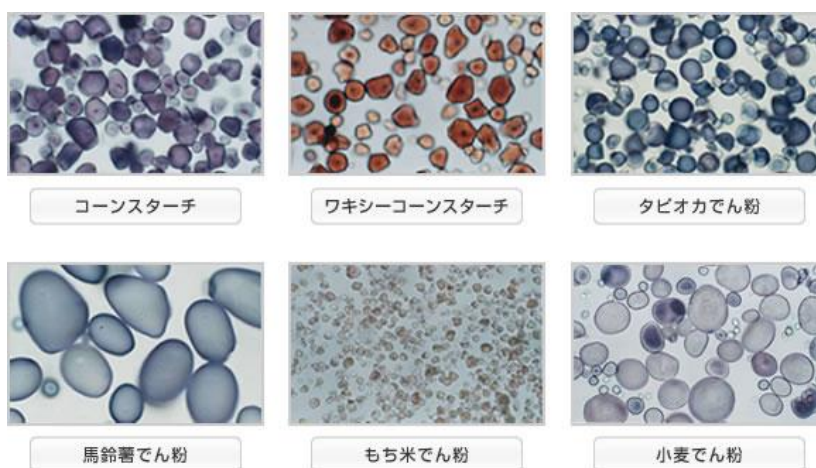 コーンスターチ
ワキシーコーンスターチ
タピオカでん粉
馬鈴薯でん粉
もち米でん粉
小麦でん粉